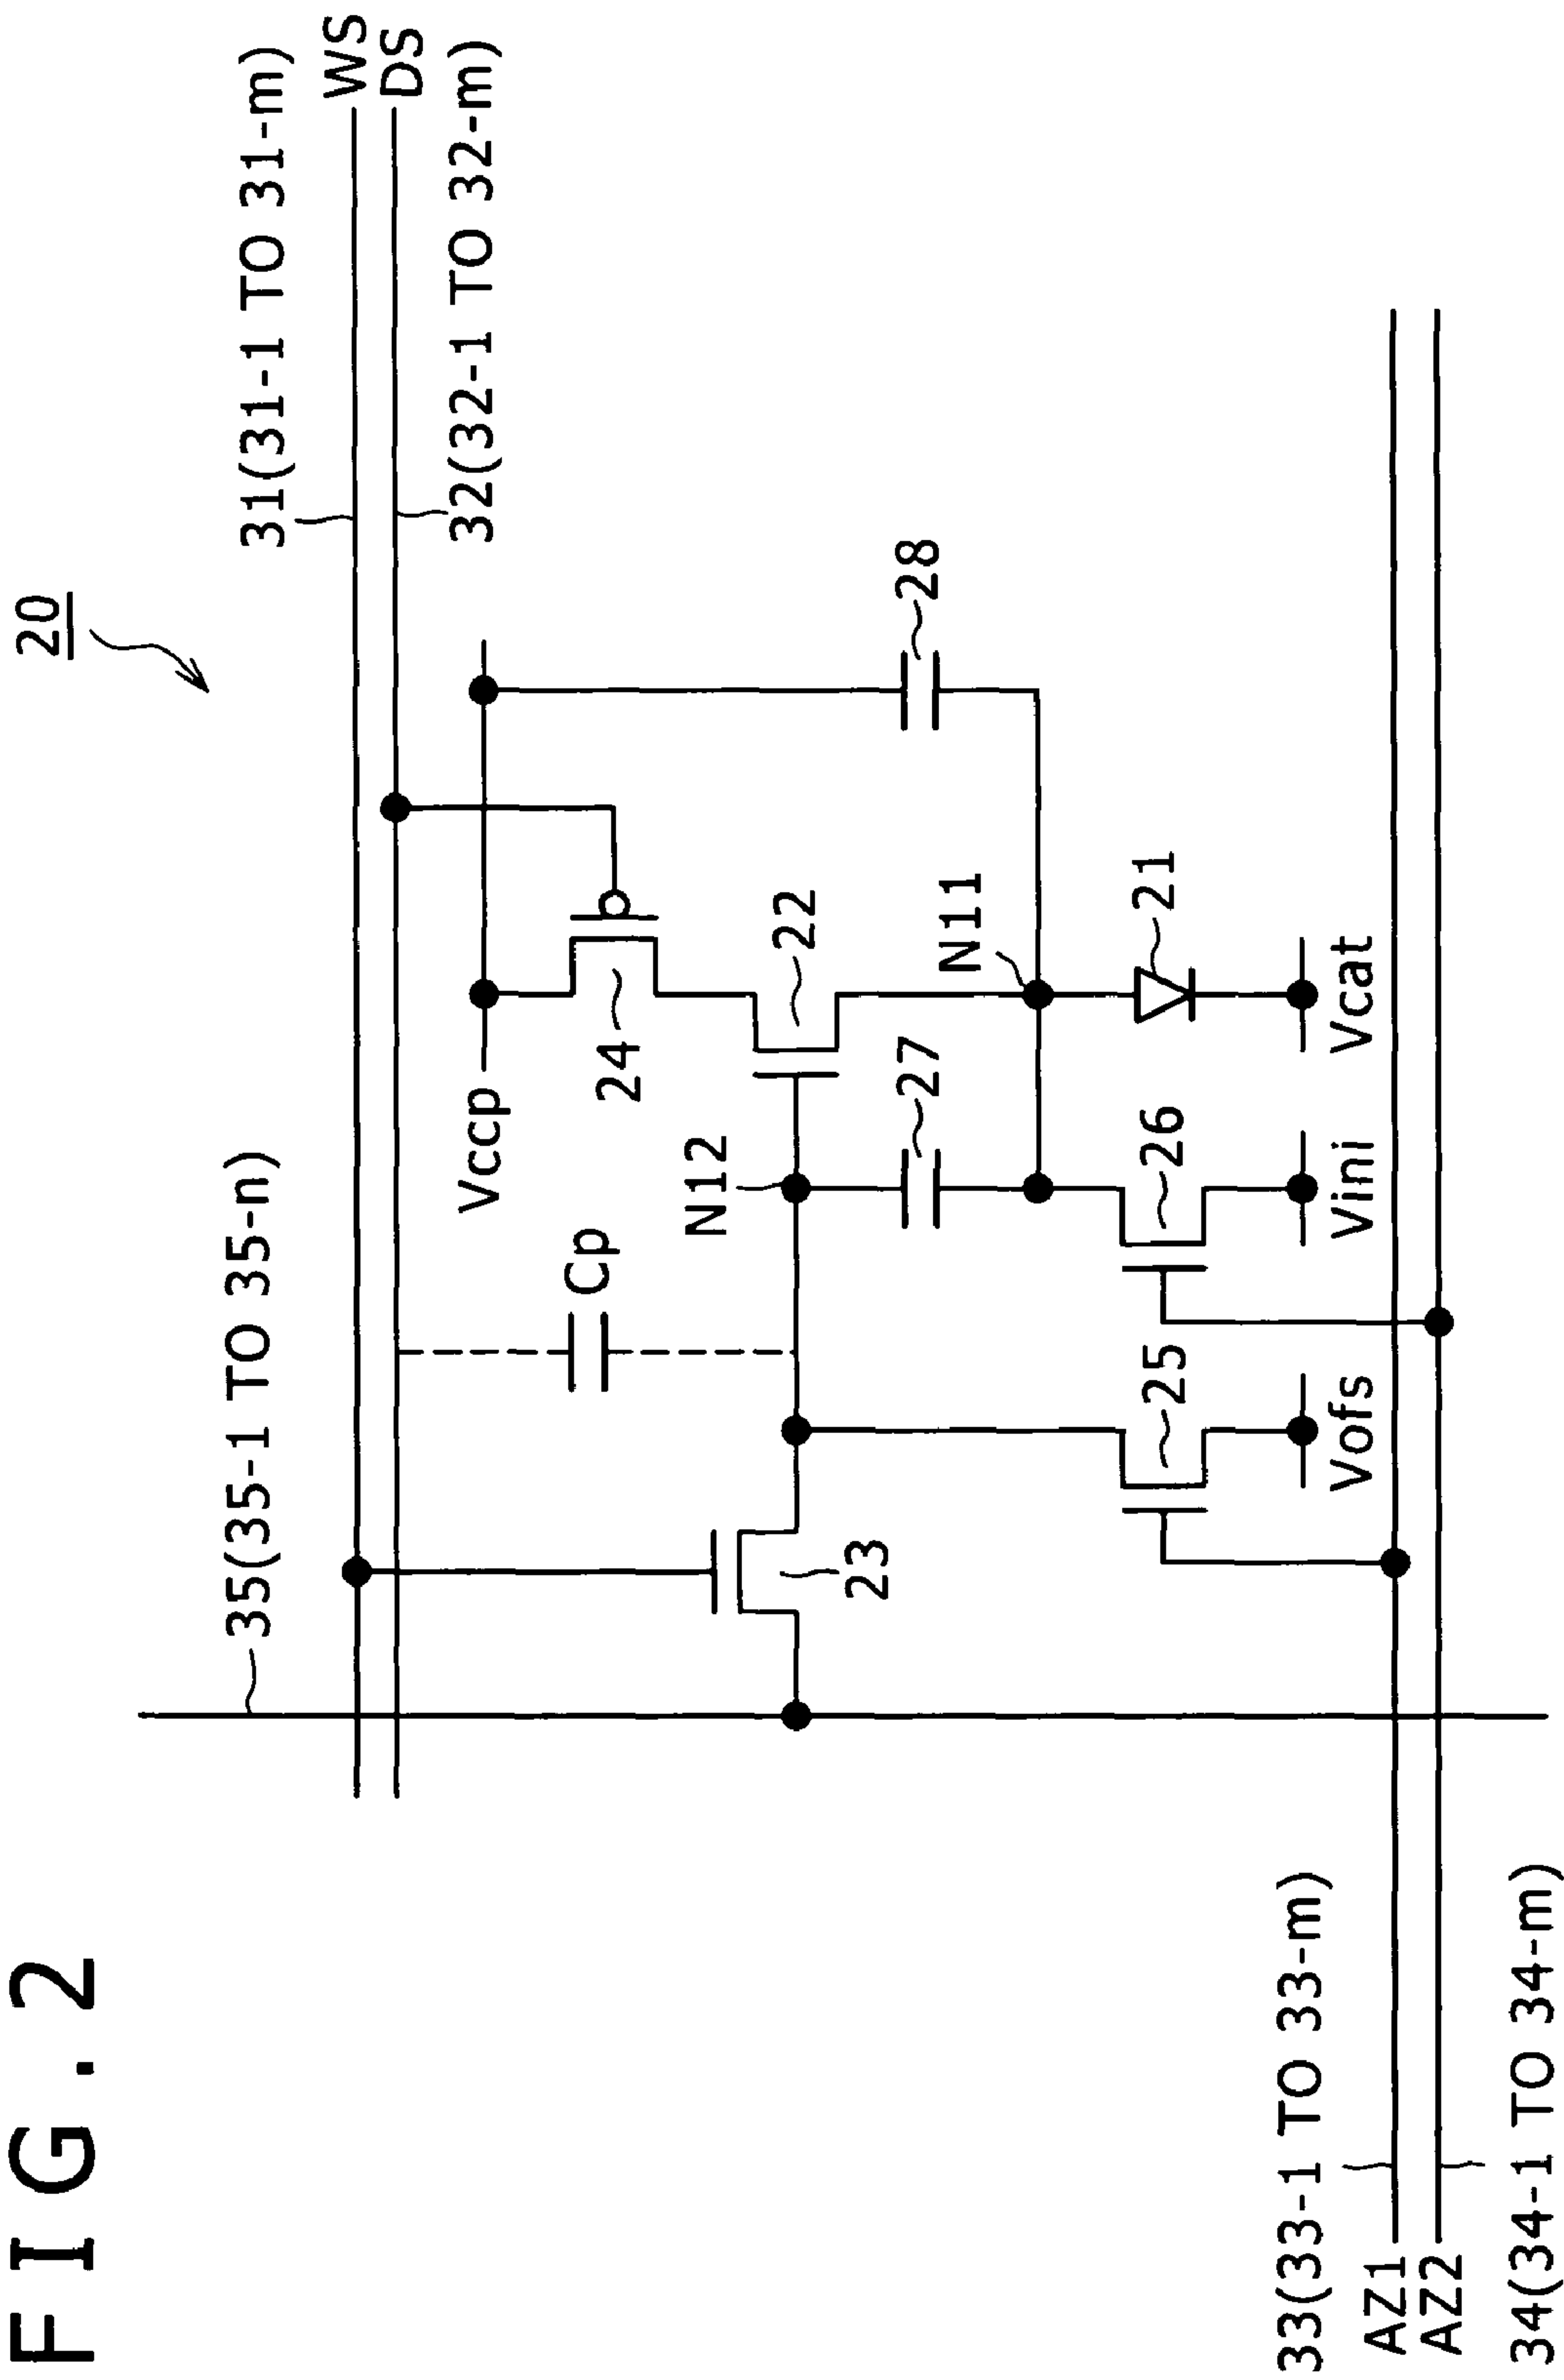 FIG. 2
20
35(35-1 TO 35-n)
31(31-1 TO 31-m)
WS
DS
32(32-1 TO 32-m)
Vccp
Cp
24
N12
22
23
27
28
N11
25
26
21
Vofs
Vini
Vcat
33(33-1 TO 33-m)
AZ1
AZ2
34(34-1 TO 34-m)